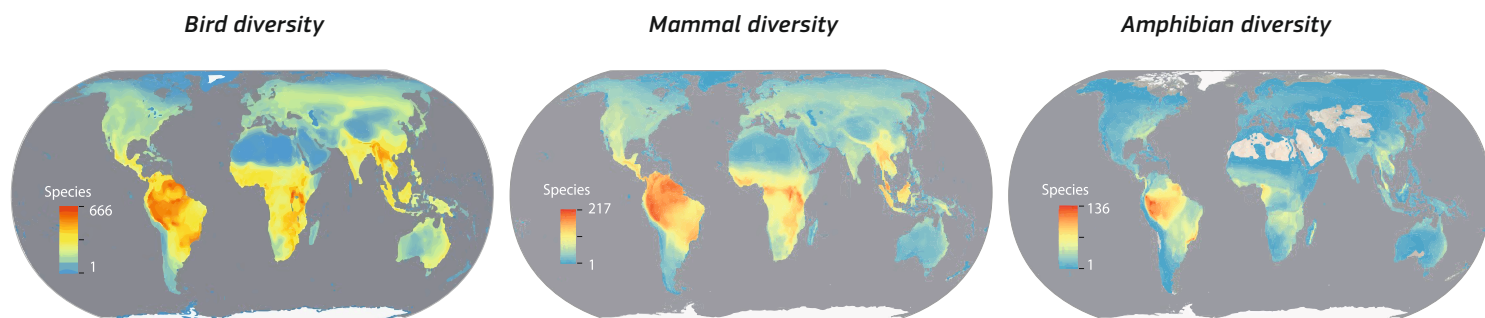 Bird diversity
Mammal diversity
Amphibian diversity
Species
666
1
Species
217
1
Species
136
1